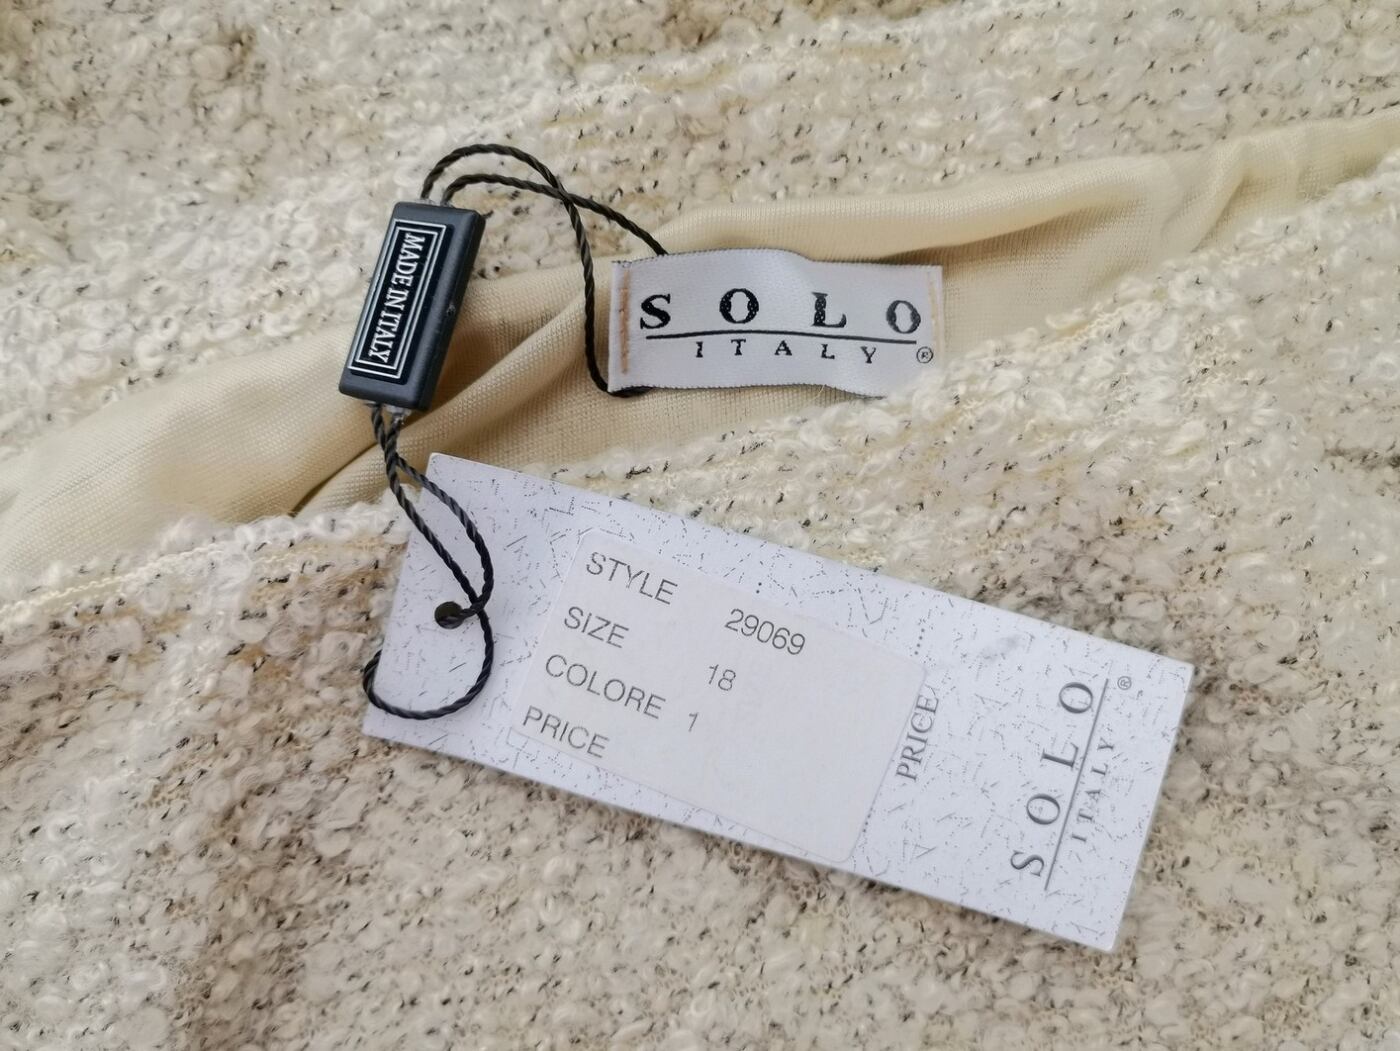 MADE IN ITALY
SOLO
ITALY ®
STYLE 29069
SIZE 18
COLORE 1
PRICE
PRICE
SOLO ®
ITALY